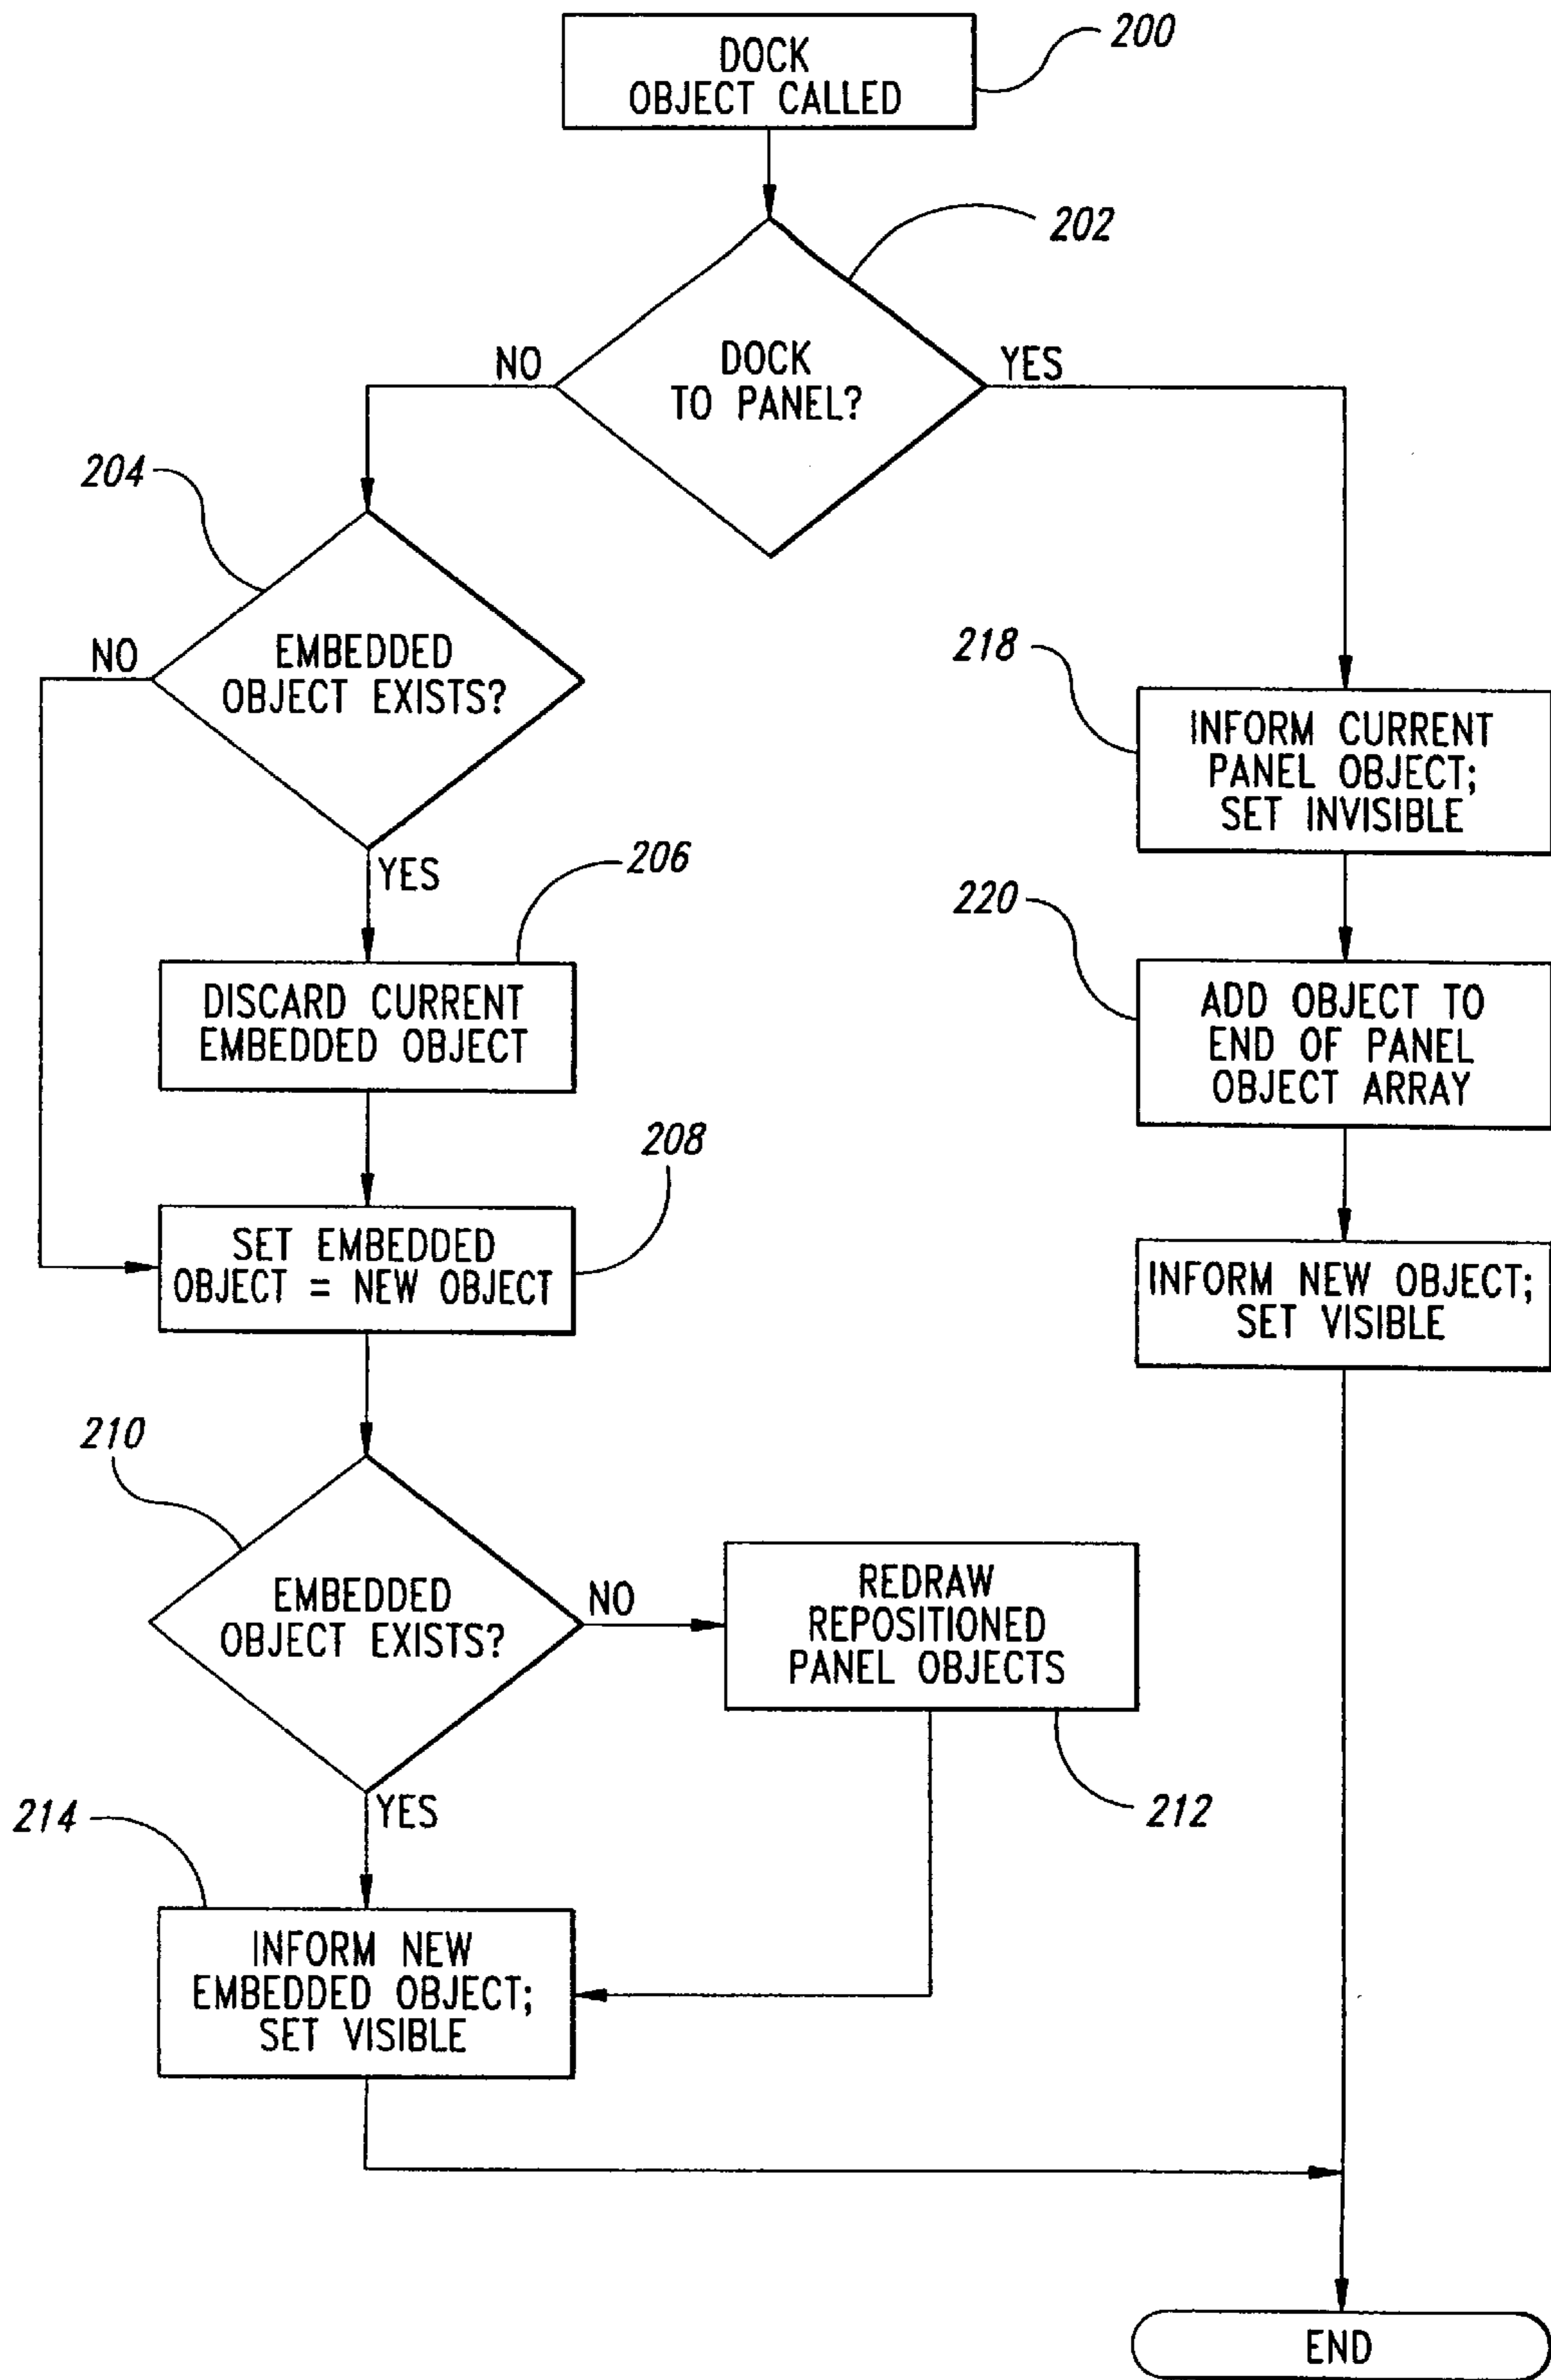 DOCK
OBJECT CALLED
200
202
DOCK
TO PANEL?
NO
YES
204
EMBEDDED
OBJECT EXISTS?
NO
YES
206
DISCARD CURRENT
EMBEDDED OBJECT
208
SET EMBEDDED
OBJECT = NEW OBJECT
210
EMBEDDED
OBJECT EXISTS?
NO
REDRAW
REPOSITIONED
PANEL OBJECTS
212
YES
214
INFORM NEW
EMBEDDED OBJECT;
SET VISIBLE
218
INFORM CURRENT
PANEL OBJECT;
SET INVISIBLE
220
ADD OBJECT TO
END OF PANEL
OBJECT ARRAY
INFORM NEW OBJECT;
SET VISIBLE
END